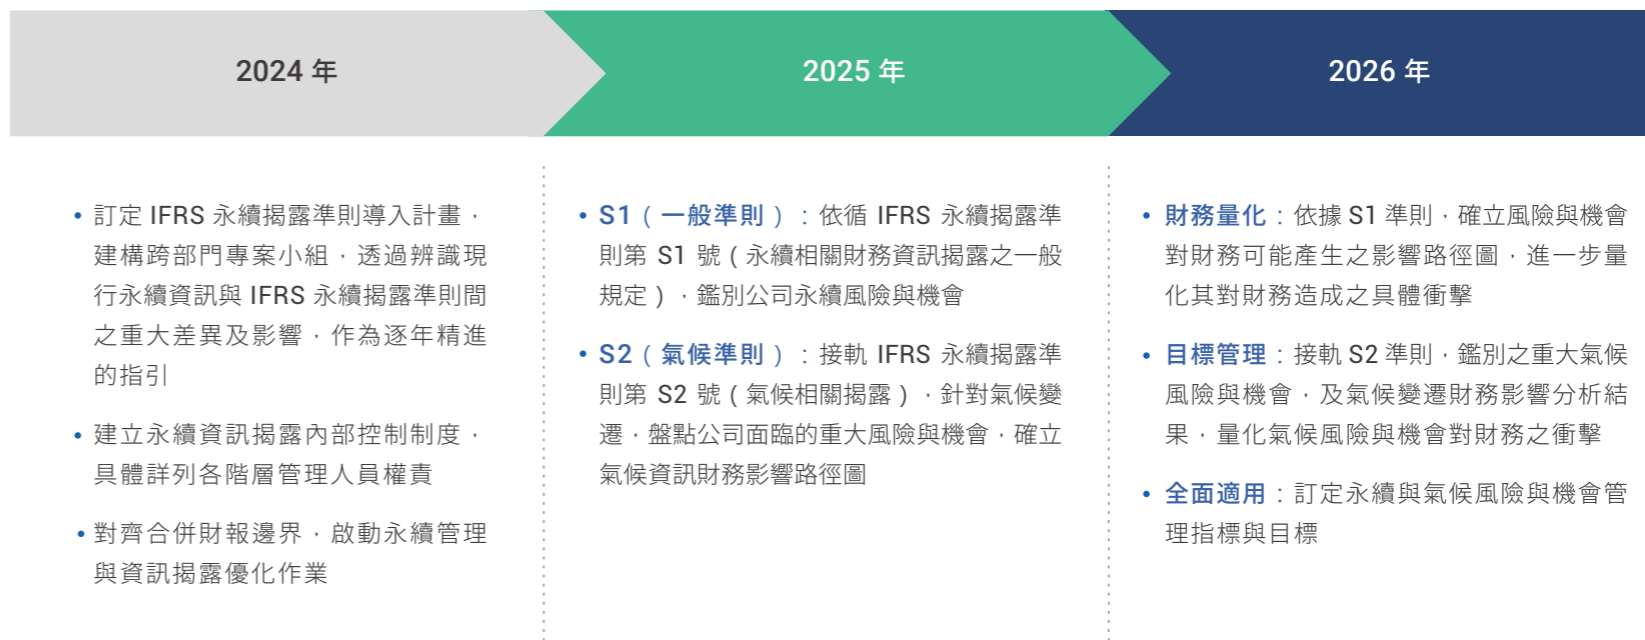 2024 年
2025 年
2026 年
• 訂定 IFRS 永續揭露準則導入計畫，
建構跨部門專案小組，透過辨識現
行永續資訊與 IFRS 永續揭露準則間
之重大差異及影響，作為逐年精進
的指引
• 建立永續資訊揭露內部控制制度，
具體詳列各階層管理人員權責
• 對齊合併財報邊界，啟動永續管理
與資訊揭露優化作業
• S1（一般準則）：依循 IFRS 永續揭露準
則第 S1 號（永續相關財務資訊揭露之一般
規定），鑑別公司永續風險與機會
• S2（氣候準則）：接軌 IFRS 永續揭露準
則第 S2 號（氣候相關揭露），針對氣候變
遷，盤點公司面臨的重大風險與機會，確立
氣候資訊財務影響路徑圖
• 財務量化：依據 S1 準則，確立風險與機會
對財務可能產生之影響路徑圖，進一步量
化其對財務造成之具體衝擊
• 目標管理：接軌 S2 準則，鑑別之重大氣候
風險與機會，及氣候變遷財務影響分析結
果，量化氣候風險與機會對財務之衝擊
• 全面適用：訂定永續與氣候風險與機會管
理指標與目標